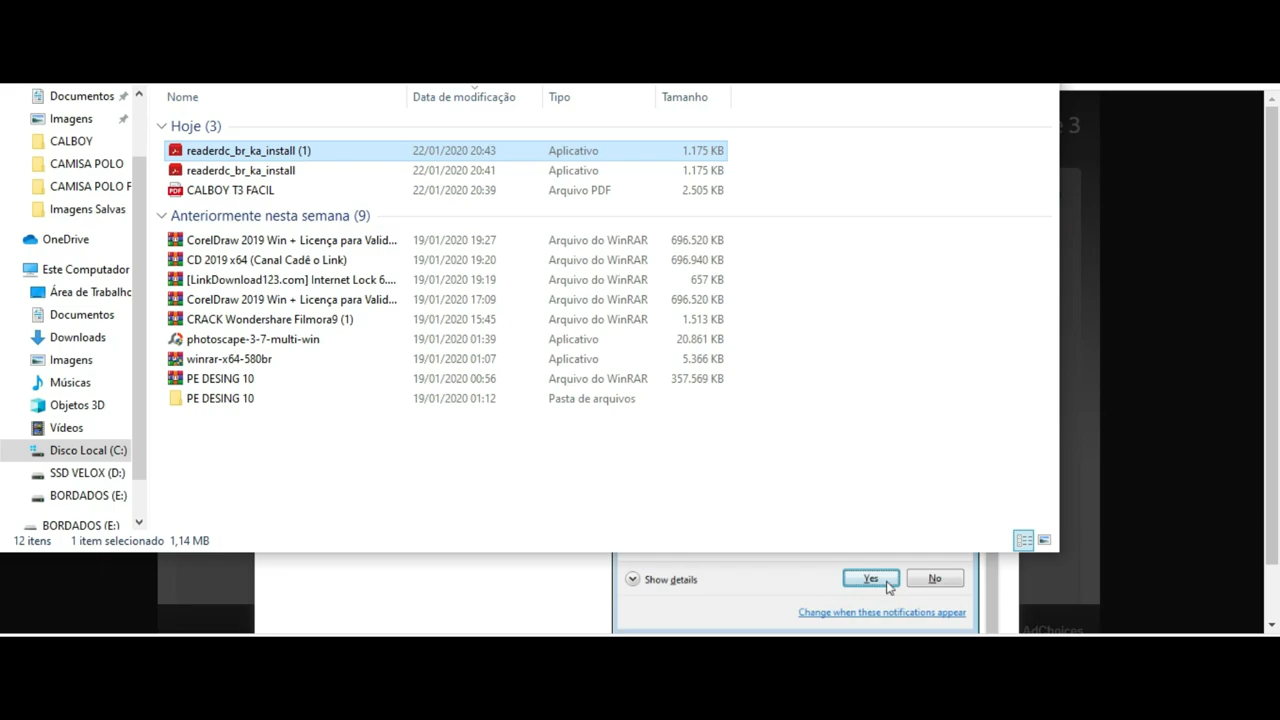 Documentos
Imagens
CALBOY
CAMISA POLO
CAMISA POLO F
Imagens Salvas
OneDrive
Este Computador
Área de Trabalho
Documentos
Downloads
Imagens
Músicas
Objetos 3D
Vídeos
Disco Local (C:)
SSD VELOX (D:)
BORDADOS (E:)
BORDADOS (E:)
Nome Data de modificação Tipo Tamanho
Hoje (3)
readerdc_br_ka_install (1) 22/01/2020 20:43 Aplicativo 1.175 KB
readerdc_br_ka_install 22/01/2020 20:41 Aplicativo 1.175 KB
PDF CALBOY T3 FACIL 22/01/2020 20:39 Arquivo PDF 2.505 KB
Anteriormente nesta semana (9)
CorelDraw 2019 Win + Licença para Valid... 19/01/2020 19:27 Arquivo do WinRAR 696.520 KB
CD 2019 x64 (Canal Cadé o Link) 19/01/2020 19:20 Arquivo do WinRAR 696.940 KB
[LinkDownload123.com] Internet Lock 6.... 19/01/2020 19:19 Arquivo do WinRAR 657 KB
CorelDraw 2019 Win + Licença para Valid... 19/01/2020 17:09 Arquivo do WinRAR 696.520 KB
CRACK Wondershare Filmora9 (1) 19/01/2020 15:45 Arquivo do WinRAR 1.513 KB
photoscape-3-7-multi-win 19/01/2020 01:39 Aplicativo 20.861 KB
winrar-x64-580br 19/01/2020 01:07 Aplicativo 5.366 KB
PE DESING 10 19/01/2020 00:56 Arquivo do WinRAR 357.569 KB
PE DESING 10 19/01/2020 01:12 Pasta de arquivos
12 itens 1 item selecionado 1,14 MB
3
Show details Yes No
Change when these notifications appear
AdChoices